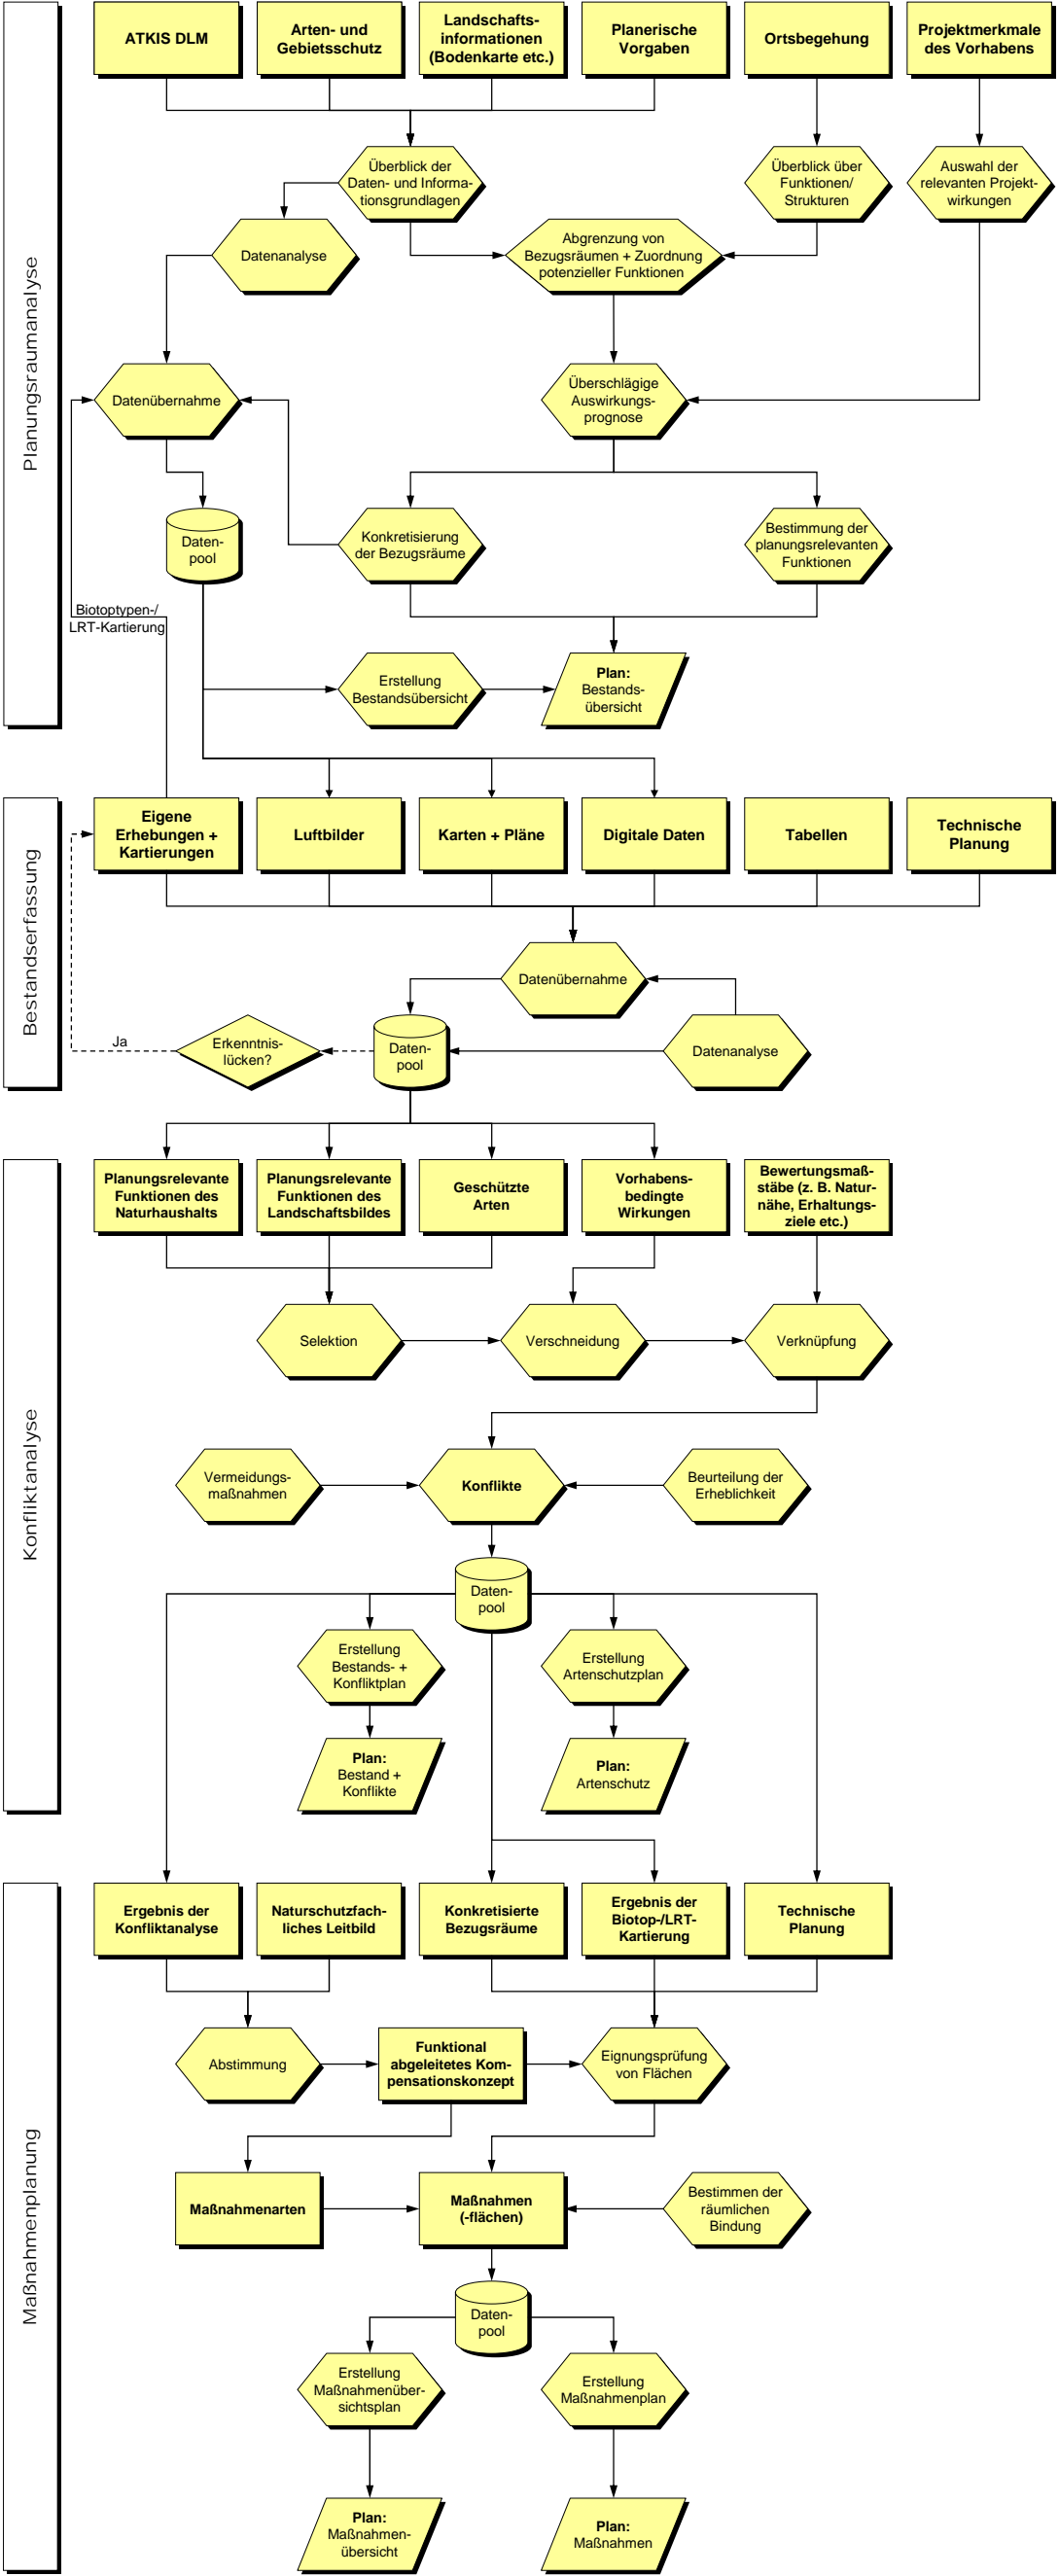 Planungsraumanalyse
ATKIS DLM
Arten- und
Gebietsschutz
Landschafts-
informationen
(Bodenkarte etc.)
Planerische
Vorgaben
Ortsbegehung
Projektmerkmale
des Vorhabens
Überblick der
Daten- und Informa-
tionsgrundlagen
Überblick über
Funktionen/
Strukturen
Auswahl der
relevanten Projekt-
wirkungen
Datenanalyse
Abgrenzung von
Bezugsräumen + Zuordnung
potenzieller Funktionen
Datenübernahme
Überschlägige
Auswirkungs-
prognose
Daten-
pool
Konkretisierung
der Bezugsräume
Bestimmung der
planungsrelevanten
Funktionen
Biotoptypen-/
LRT-Kartierung
Erstellung
Bestandsübersicht
Plan:
Bestands-
übersicht
Bestandserfassung
Eigene
Erhebungen +
Kartierungen
Luftbilder
Karten + Pläne
Digitale Daten
Tabellen
Technische
Planung
Datenübernahme
Ja
Erkenntnis-
lücken?
Daten-
pool
Datenanalyse
Konfliktanalyse
Planungsrelevante
Funktionen des
Naturhaushalts
Planungsrelevante
Funktionen des
Landschaftsbildes
Geschützte
Arten
Vorhabens-
bedingte
Wirkungen
Bewertungsmaß-
stäbe (z. B. Natur-
nähe, Erhaltungs-
ziele etc.)
Selektion
Verschneidung
Verknüpfung
Vermeidungs-
maßnahmen
Konflikte
Beurteilung der
Erheblichkeit
Daten-
pool
Erstellung
Bestands- +
Konfliktplan
Erstellung
Artenschutzplan
Plan:
Bestand +
Konflikte
Plan:
Artenschutz
Maßnahmenplanung
Ergebnis der
Konfliktanalyse
Naturschutzfach-
liches Leitbild
Konkretisierte
Bezugsräume
Ergebnis der
Biotop-/LRT-
Kartierung
Technische
Planung
Abstimmung
Funktional
abgeleitetes Kom-
pensationskonzept
Eignungsprüfung
von Flächen
Maßnahmenarten
Maßnahmen
(-flächen)
Bestimmen der
räumlichen
Bindung
Daten-
pool
Erstellung
Maßnahmenüber-
sichtsplan
Erstellung
Maßnahmenplan
Plan:
Maßnahmen-
übersicht
Plan:
Maßnahmen